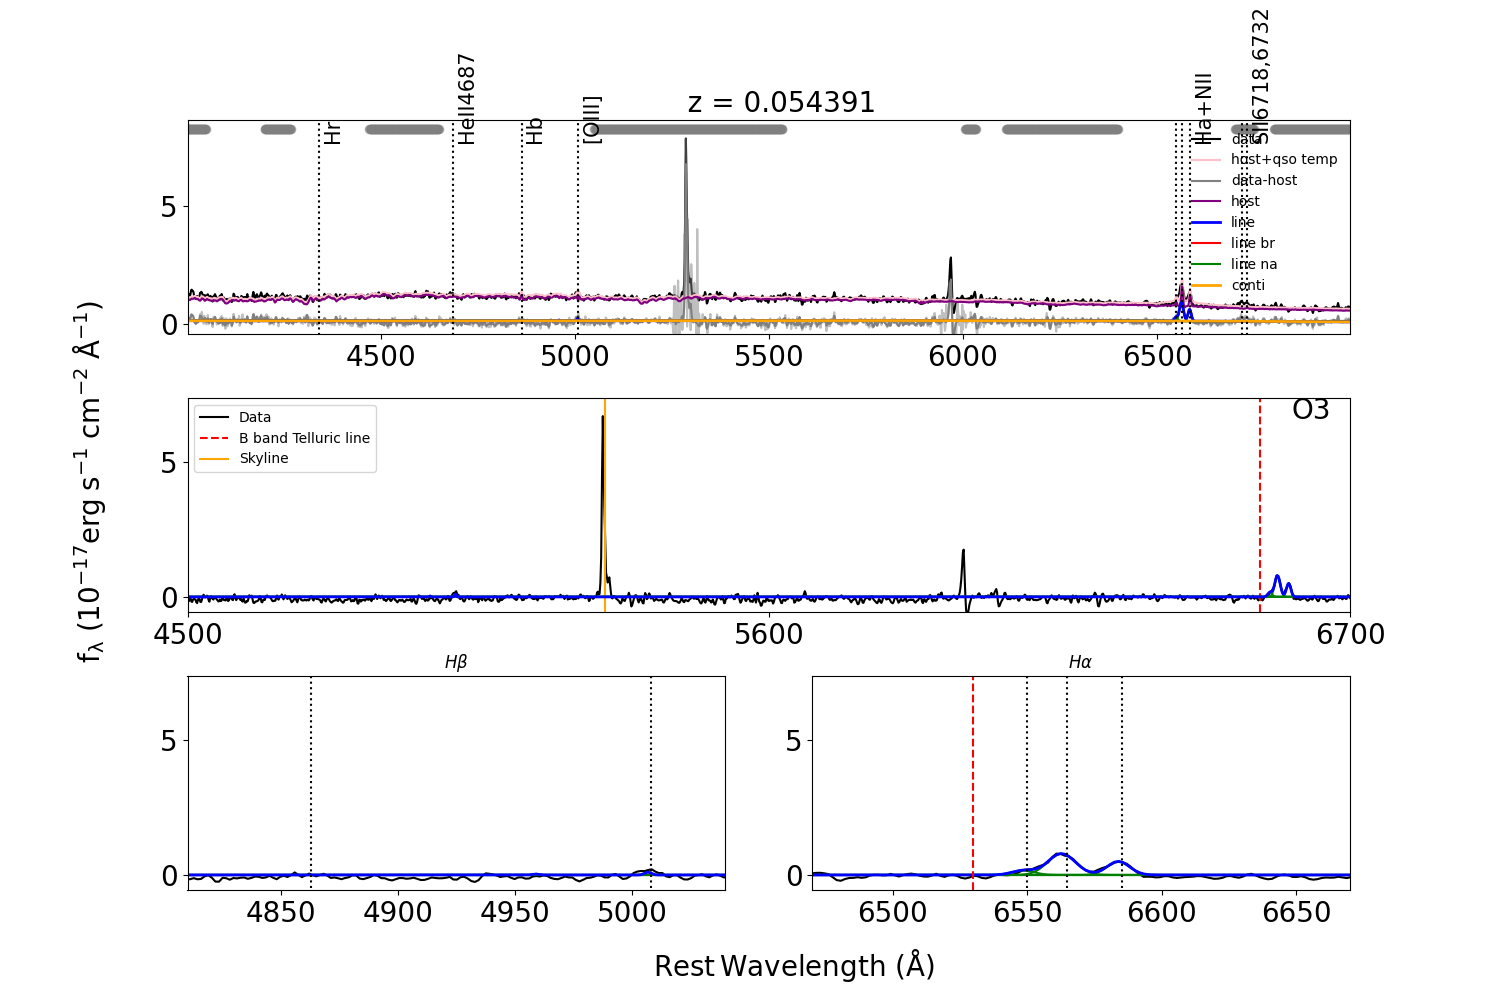 z = 0.054391
Hr
HeII4687
Hb
[OIII]
Ha+NII
SII6718,6732
data
host+qso temp
data-host
host
line
line br
line na
conti
5
0
4500 5000 5500 6000 6500
fλ (10−17erg s−1 cm−2 Å−1)
O3
Data
B band Telluric line
Skyline
5
0
4500 5600 6700
Hβ
5
0
4850 4900 4950 5000
Hα
5
0
6500 6550 6600 6650
Rest Wavelength (Å)